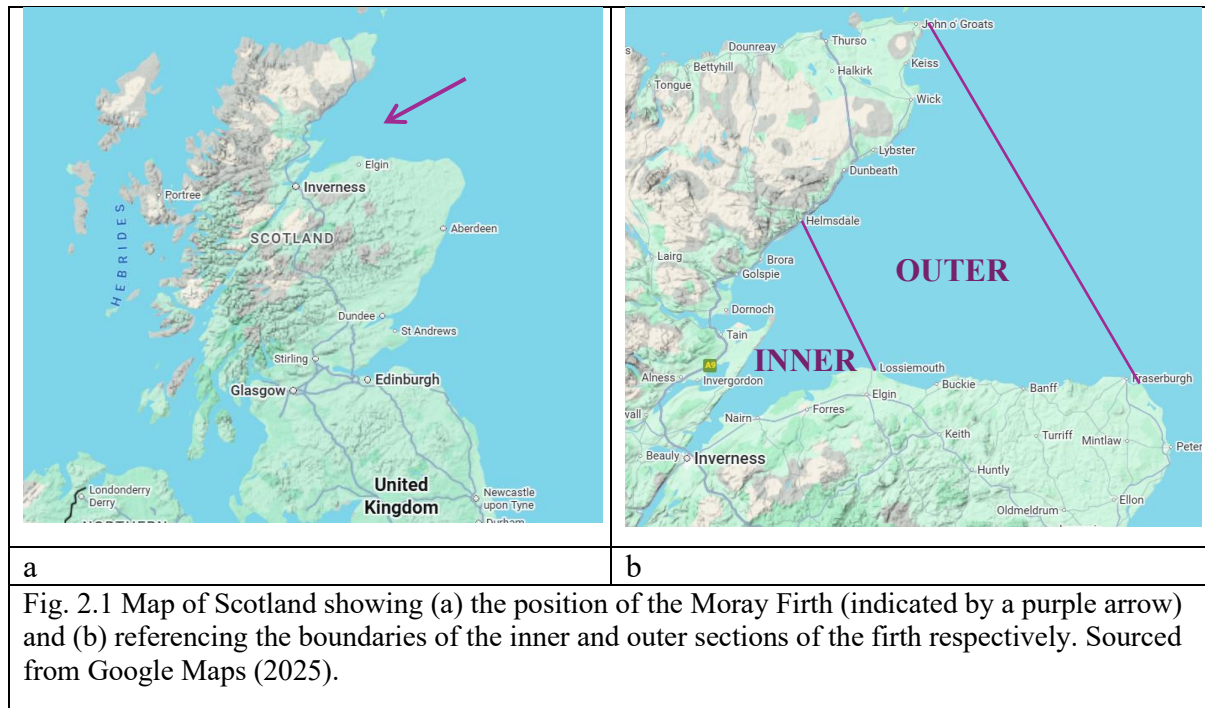 Elgin
Inverness
Portree
HEBRIDES
SCOTLAND
Aberdeen
Dundee
St Andrews
Stirling
Glasgow
Edinburgh
United
Kingdom
Londonderry
Derry
Newcastle
upon Tyne
Durham
John o' Groats
Thurso
Dounreay
Bettyhill
Halkirk
Keiss
Tongue
Wick
Lybster
Dunbeath
Helmsdale
Lairg
Brora
Golspie
OUTER
Dornoch
Tain
INNER
A9
Lossiemouth
Alness
Invergordon
Elgin
Buckie
Banff
Fraserburgh
Nairn
Forres
Keith
Turriff
Mintlaw
Peter
Beauly
Inverness
Huntly
Ellon
Oldmeldrum
a
b
Fig. 2.1 Map of Scotland showing (a) the position of the Moray Firth (indicated by a purple arrow)
and (b) referencing the boundaries of the inner and outer sections of the firth respectively. Sourced
from Google Maps (2025).